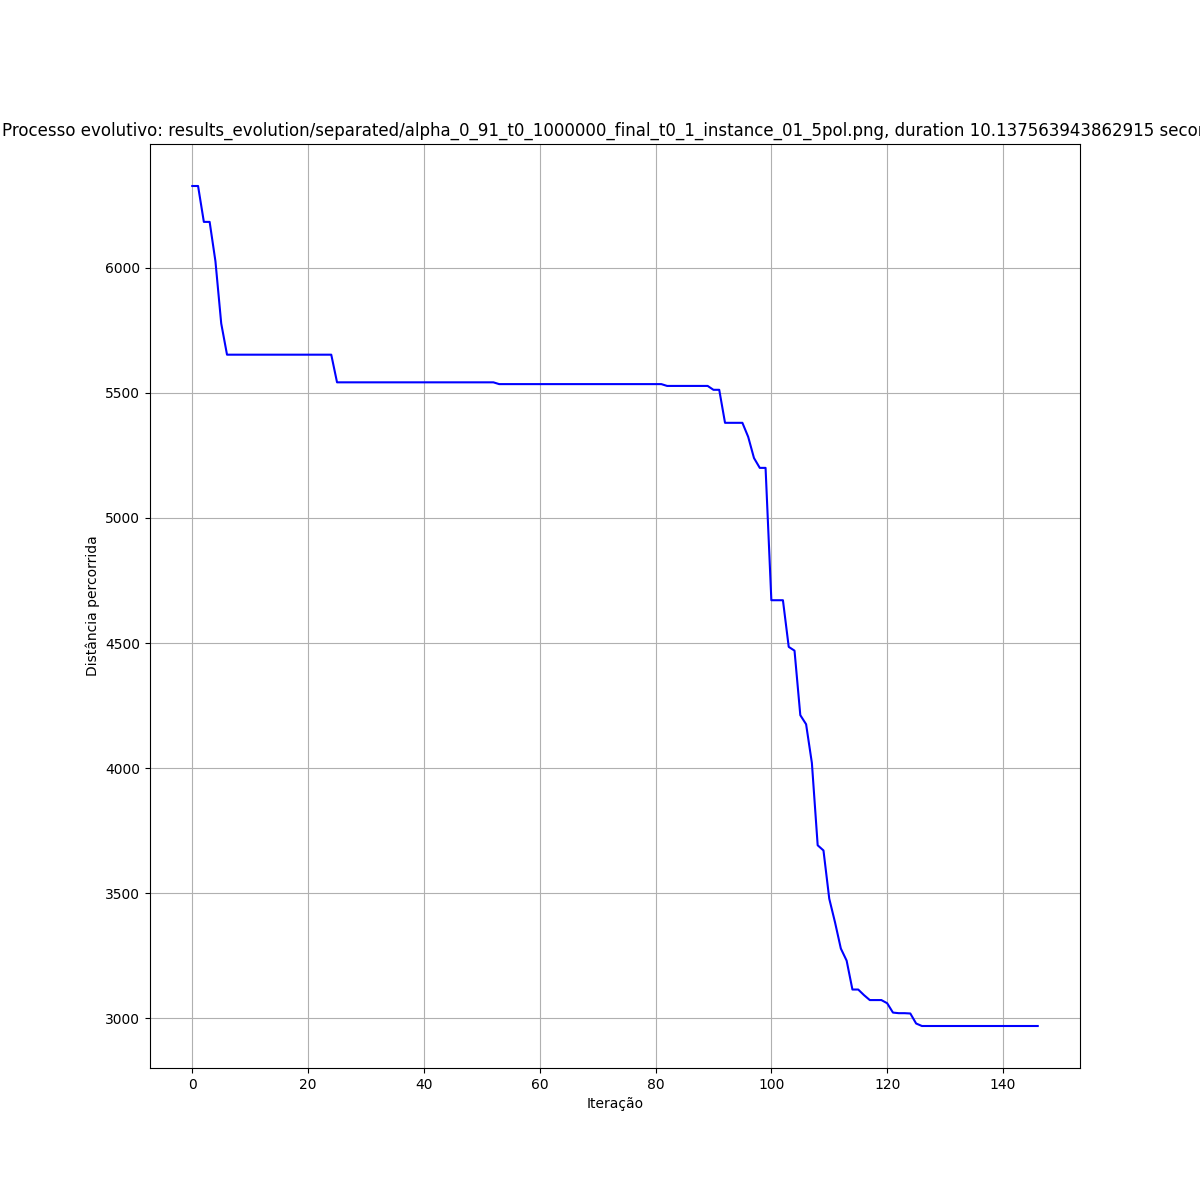 Processo evolutivo: results_evolution/separated/alpha_0_91_t0_1000000_final_t0_1_instance_01_5pol.png, duration 10.137563943862915
6000
5500
5000
4500
4000
3500
3000
Distância percorrida
0 20 40 60 80 100 120 140
Iteração